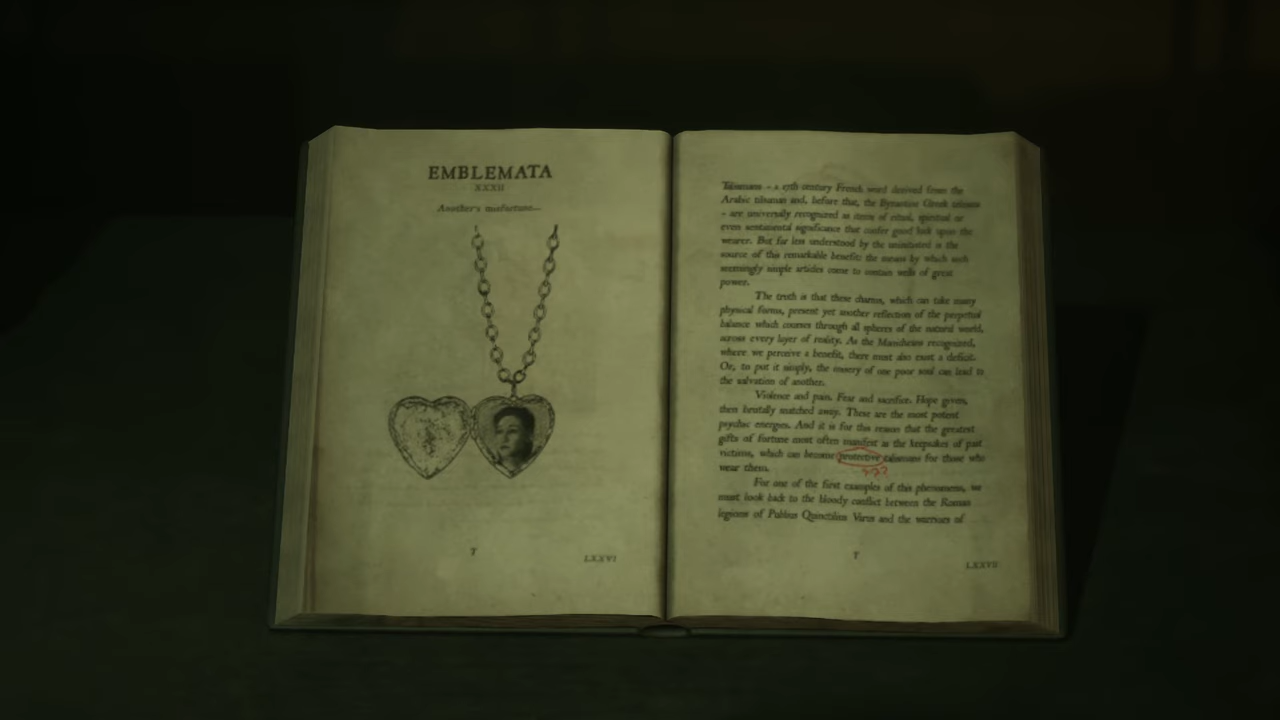 EMBLEMATA
XXXII
Another's misfortune—
Talismans - a 17th century French word derived from the
Arabic tilsman and, before that, the Byzantine Greek telesma
- are universally recognized as items of ritual, spiritual or
even sentimental significance that confer good luck upon the
wearer. But far less understood by the uninitiated is the
source of this remarkable benefit: the means by which such
seemingly simple articles come to contain wells of great
power.
The truth is that these charms, which can take many
physical forms, present yet another reflection of the perpetual
balance which courses through all spheres of the natural world,
across every layer of reality. As the Manicheans recognized,
where we perceive a benefit, there must also exist a deficit.
Or, to put it simply, the misery of one poor soul can lead to
the salvation of another.
Violence and pain. Fear and sacrifice. Hope given,
then brutally snatched away. These are the most potent
psychic energies. And it is for this reason that the greatest
gifts of fortune most often manifest as the keepsakes of past
victims, which can become protective talismans for those who
wear them.
For one of the first examples of this phenomena, we
must look back to the bloody conflict between the Roman
legions of Publius Quinctilius Varus and the warriors of
T
LXXVI
T
LXXVII